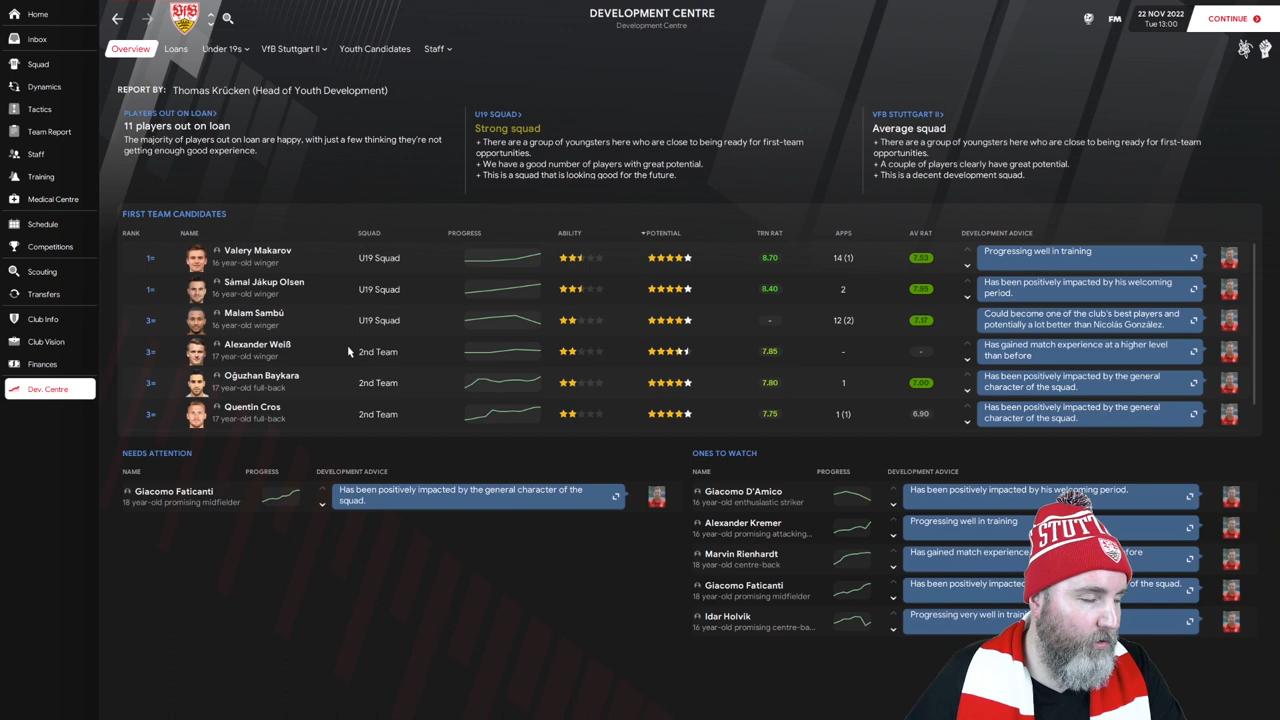 Home
DEVELOPMENT CENTRE
Development Centre
FM
22 NOV 2022
Tue 13:00
CONTINUE
Inbox
Squad
Dynamics
Tactics
Team Report
Staff
Training
Medical Centre
Schedule
Competitions
Scouting
Transfers
Club Info
Club Vision
Finances
Dev. Centre
Overview Loans Under 19s VfB Stuttgart II Youth Candidates Staff
REPORT BY: Thomas Krücken (Head of Youth Development)
PLAYERS OUT ON LOAN>
11 players out on loan
The majority of players out on loan are happy, with just a few thinking they're not
getting enough good experience.
U19 SQUAD>
Strong squad
+ There are a group of youngsters here who are close to being ready for first-team
opportunities.
+ We have a good number of players with great potential.
+ This is a squad that is looking good for the future.
VFB STUTTGART II>
Average squad
+ There are a group of youngsters here who are close to being ready for first-team
opportunities.
+ A couple of players clearly have great potential.
+ This is a decent development squad.
FIRST TEAM CANDIDATES
RANK NAME SQUAD PROGRESS ABILITY POTENTIAL TRN RAT APPS AV RAT DEVELOPMENT ADVICE
1= Valery Makarov U19 Squad 8.70 14 (1) 7.53 Progressing well in training
16 year-old winger
1= Sámal Jákup Olsen U19 Squad 8.40 2 7.95 Has been positively impacted by his welcoming
16 year-old winger period.
3= Malam Sambú U19 Squad - 12 (2) 7.17 Could become one of the club's best players and
16 year-old winger potentially a lot better than Nicolás González.
3= Alexander Weiß 2nd Team 7.85 - - Has gained match experience at a higher level
17 year-old winger than before
3= Oğuzhan Baykara 2nd Team 7.80 1 7.00 Has been positively impacted by the general
17 year-old full-back character of the squad.
3= Quentin Cros 2nd Team 7.75 1 (1) 6.90 Has been positively impacted by the general
17 year-old full-back character of the squad.
NEEDS ATTENTION
NAME PROGRESS DEVELOPMENT ADVICE
Giacomo Faticanti Has been positively impacted by the general character of the
18 year-old promising midfielder squad.
ONES TO WATCH
NAME PROGRESS DEVELOPMENT ADVICE
Giacomo D'Amico Has been positively impacted by his welcoming period.
16 year-old enthusiastic striker
Alexander Kremer Progressing well in training
16 year-old promising attacking...
Marvin Rienhardt Has gained match experience
18 year-old centre-back
Giacomo Faticanti Has been positively impacted of the squad.
18 year-old promising midfielder
Idar Holvik Progressing very well in
16 year-old promising centre-ba...
STUTT